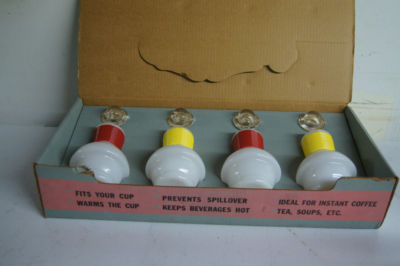 FITS YOUR CUP
WARMS THE CUP
PREVENTS SPILLOVER
KEEPS BEVERAGES HOT
IDEAL FOR INSTANT COFFEE
TEA, SOUPS, ETC.